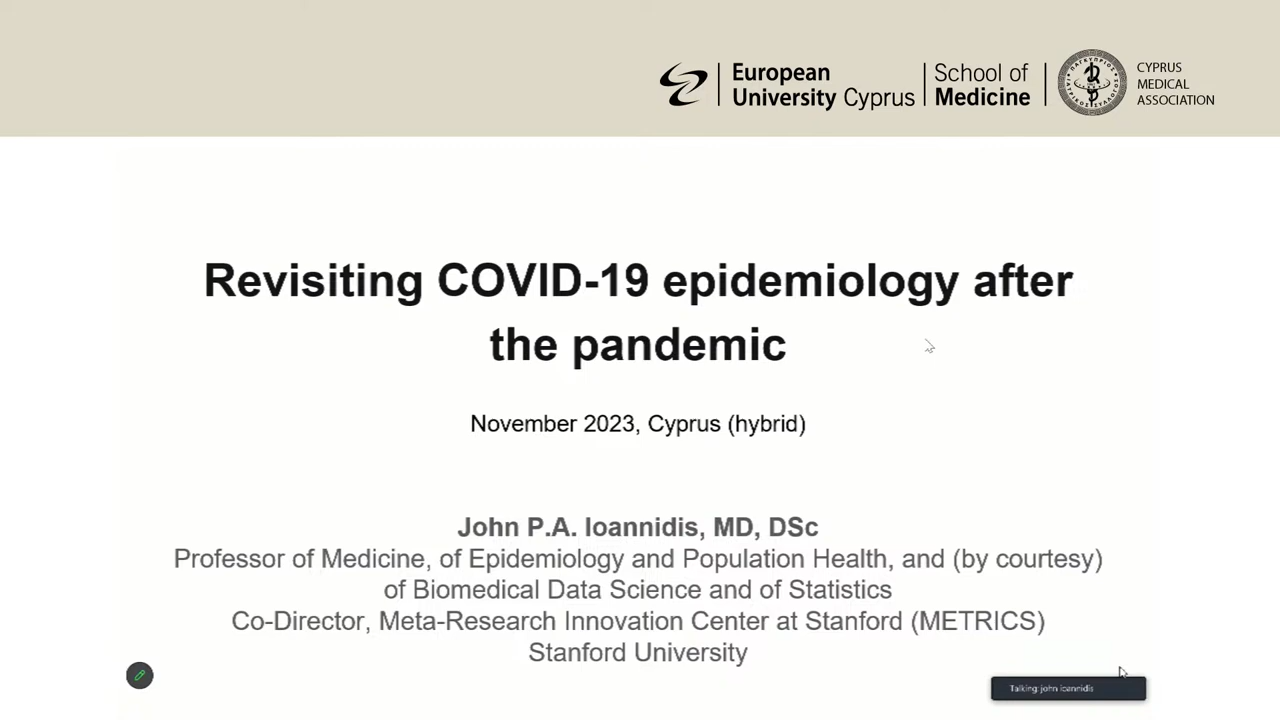 European
University Cyprus
School of
Medicine
CYPRUS
MEDICAL
ASSOCIATION
Revisiting COVID-19 epidemiology after
the pandemic
November 2023, Cyprus (hybrid)
John P.A. Ioannidis, MD, DSc
Professor of Medicine, of Epidemiology and Population Health, and (by courtesy)
of Biomedical Data Science and of Statistics
Co-Director, Meta-Research Innovation Center at Stanford (METRICS)
Stanford University
Talking: john ioannidis